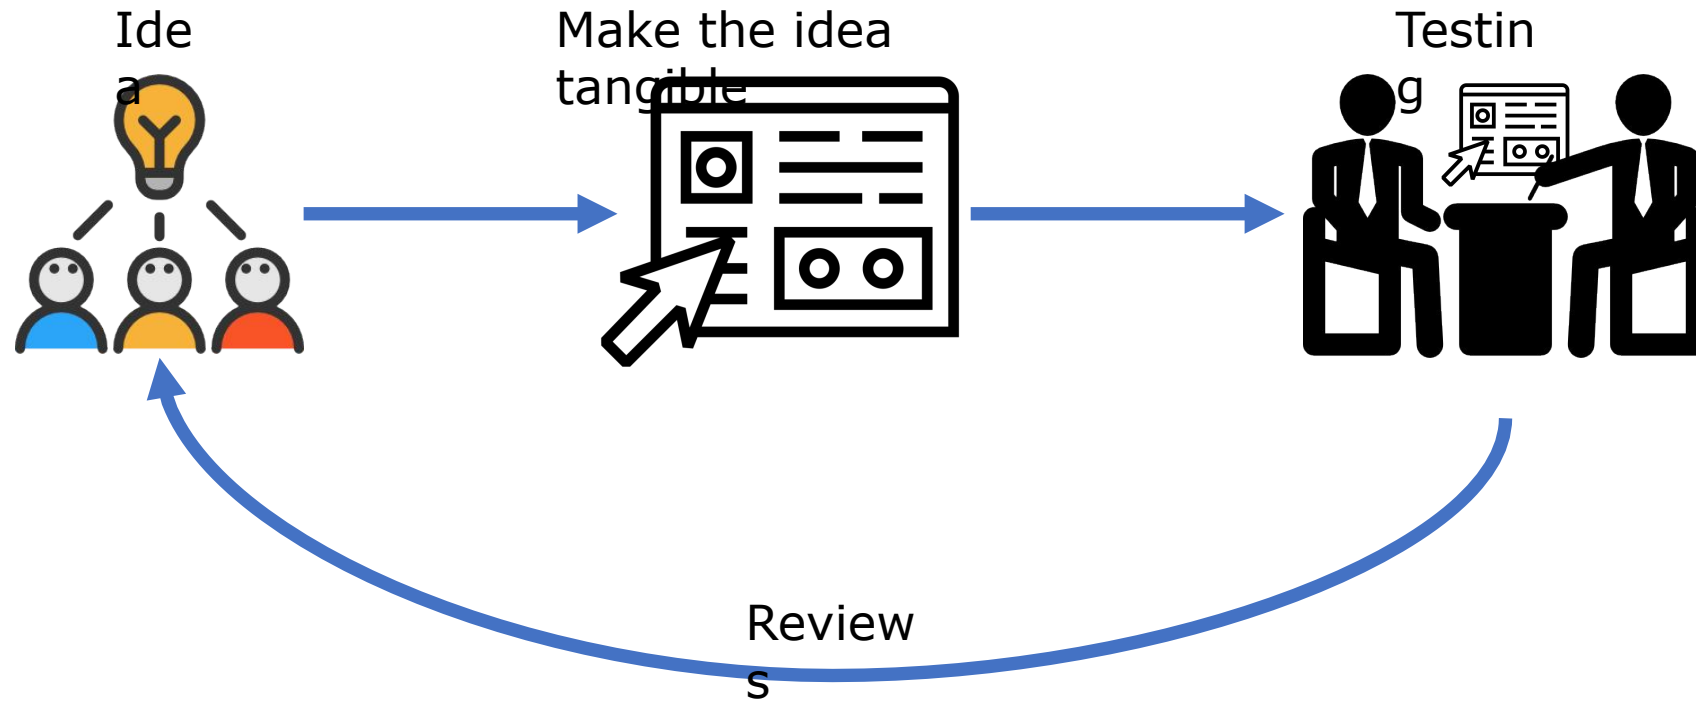 Ide
a
Make the idea
tangible
Testin
g
Review
s